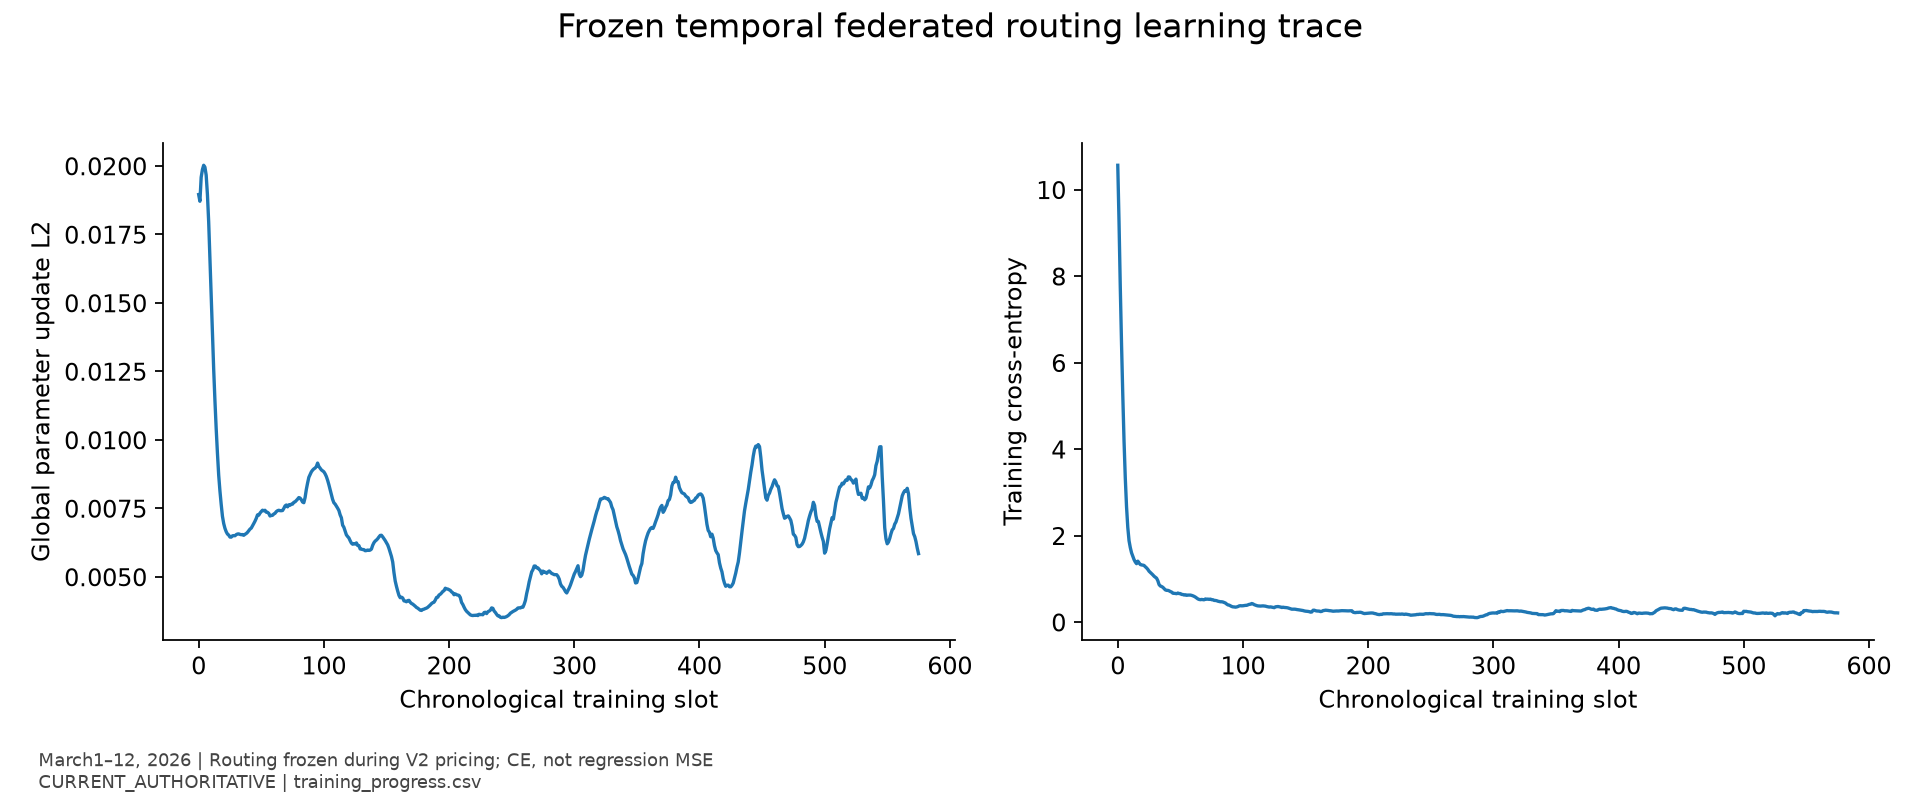 Frozen temporal federated routing learning trace
Global parameter update L2
0.0200
0.0175
0.0150
0.0125
0.0100
0.0075
0.0050
0 100 200 300 400 500 600
Chronological training slot
Training cross-entropy
10
8
6
4
2
0
0 100 200 300 400 500 600
Chronological training slot
March1–12, 2026 | Routing frozen during V2 pricing; CE, not regression MSE
CURRENT_AUTHORITATIVE | training_progress.csv